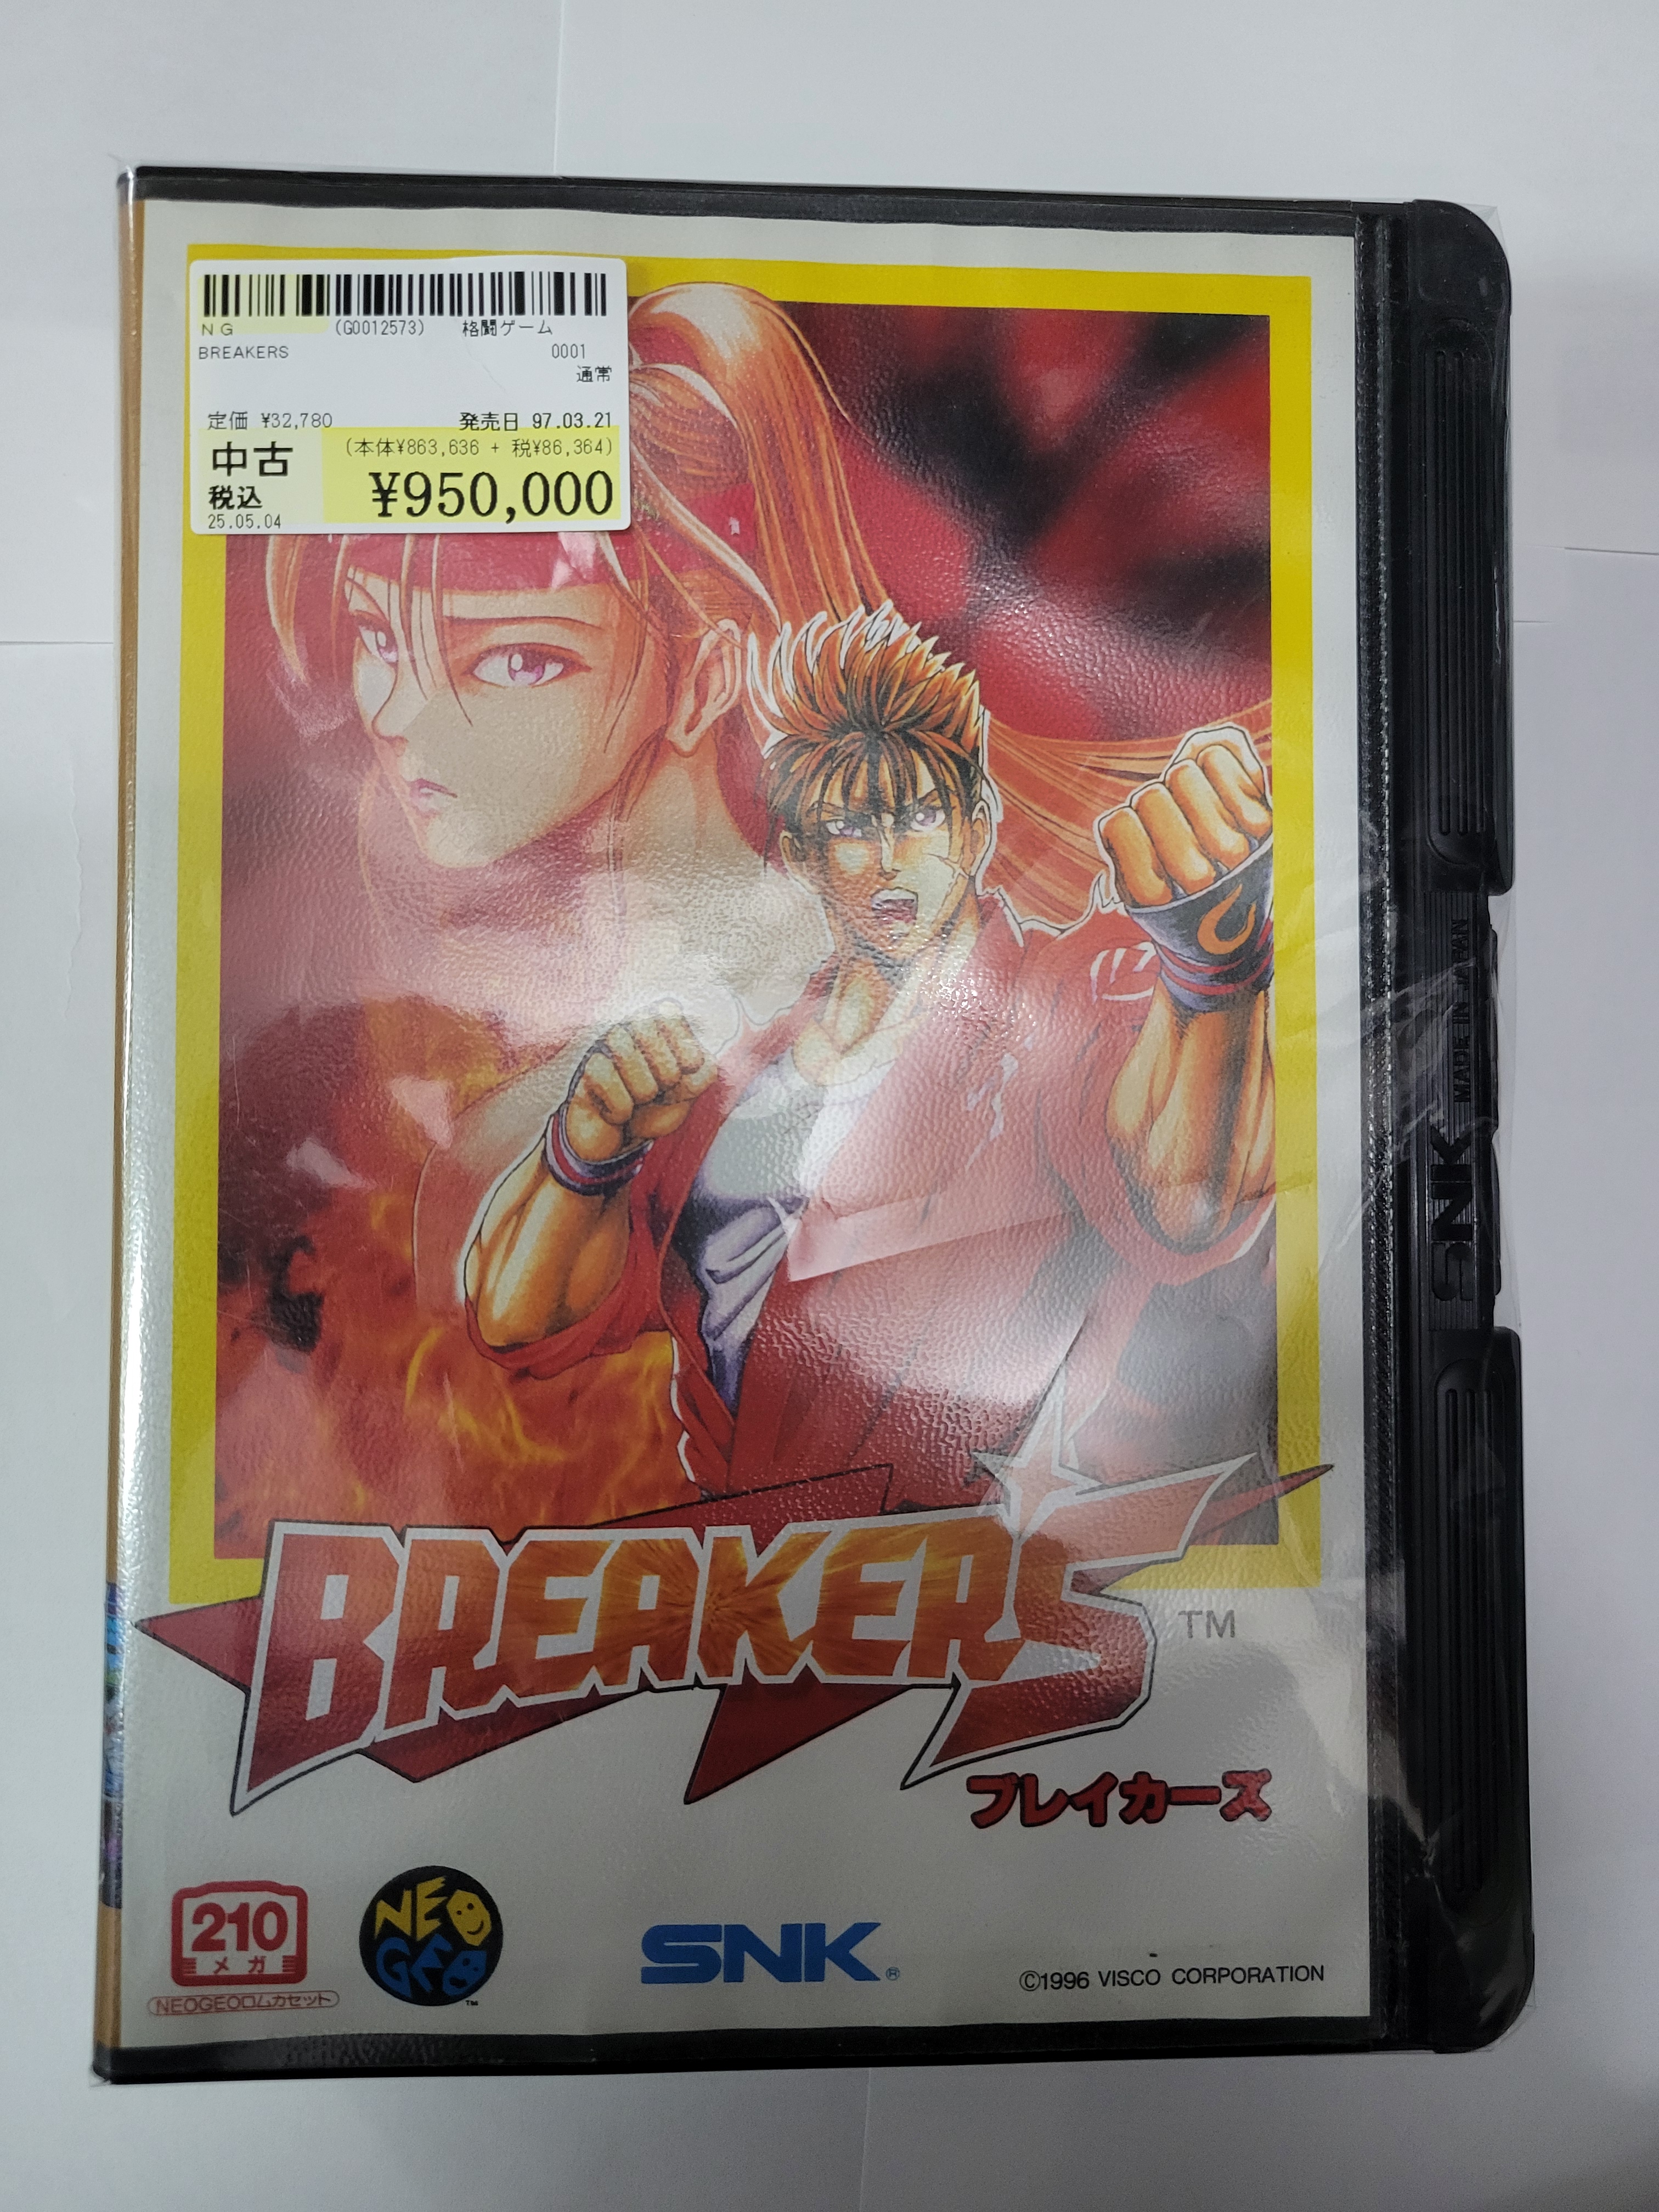 NG (G0012573) 格闘ゲーム
BREAKERS 0001
通常
定価 ¥32,780 発売日 97.03.21
中古 (本体¥863,636 + 税¥86,364)
税込 ¥950,000
25.05.04
MADE IN JAPAN
SNK
BREAKERS TM
ブレイカーズ
210
メガ
NEOGEOロムカセット
NEO
GEO
TM
SNK®
©1996 VISCO CORPORATION